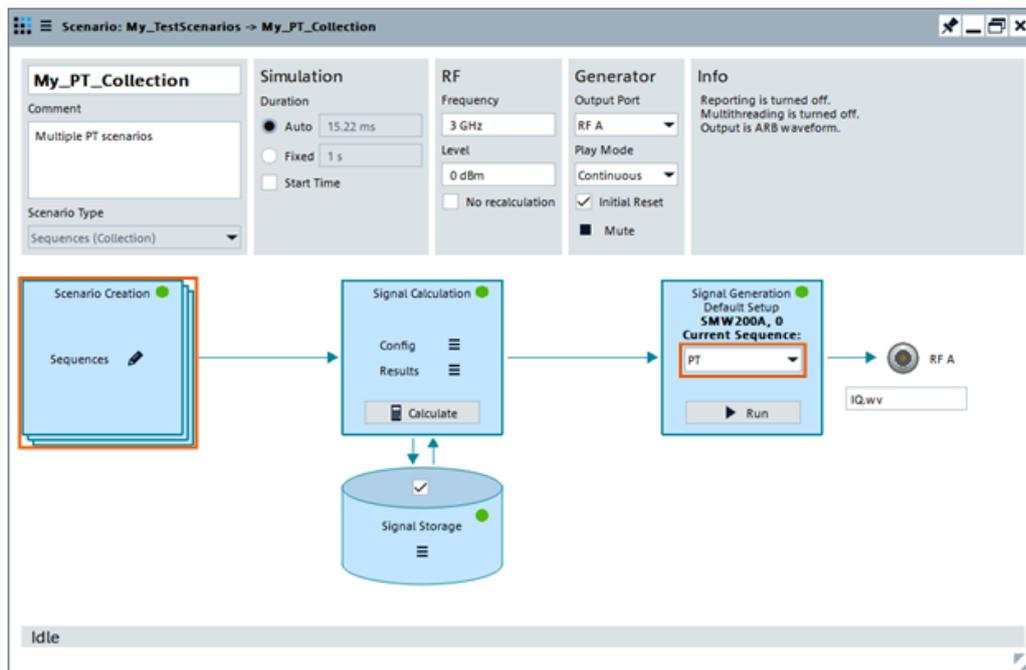 Scenario: My_TestScenarios -> My_PT_Collection
My_PT_Collection
Comment
Multiple PT scenarios
Scenario Type
Sequences (Collection)
Simulation
Duration
Auto 15.22 ms
Fixed 1 s
Start Time
RF
Frequency
3 GHz
Level
0 dBm
No recalculation
Generator
Output Port
RF A
Play Mode
Continuous
Initial Reset
Mute
Info
Reporting is turned off.
Multithreading is turned off.
Output is ARB waveform.
Scenario Creation
Sequences
Signal Calculation
Config
Results
Calculate
Signal Storage
Signal Generation
Default Setup
SMW200A, 0
Current Sequence:
PT
Run
RF A
IQ.wv
Idle